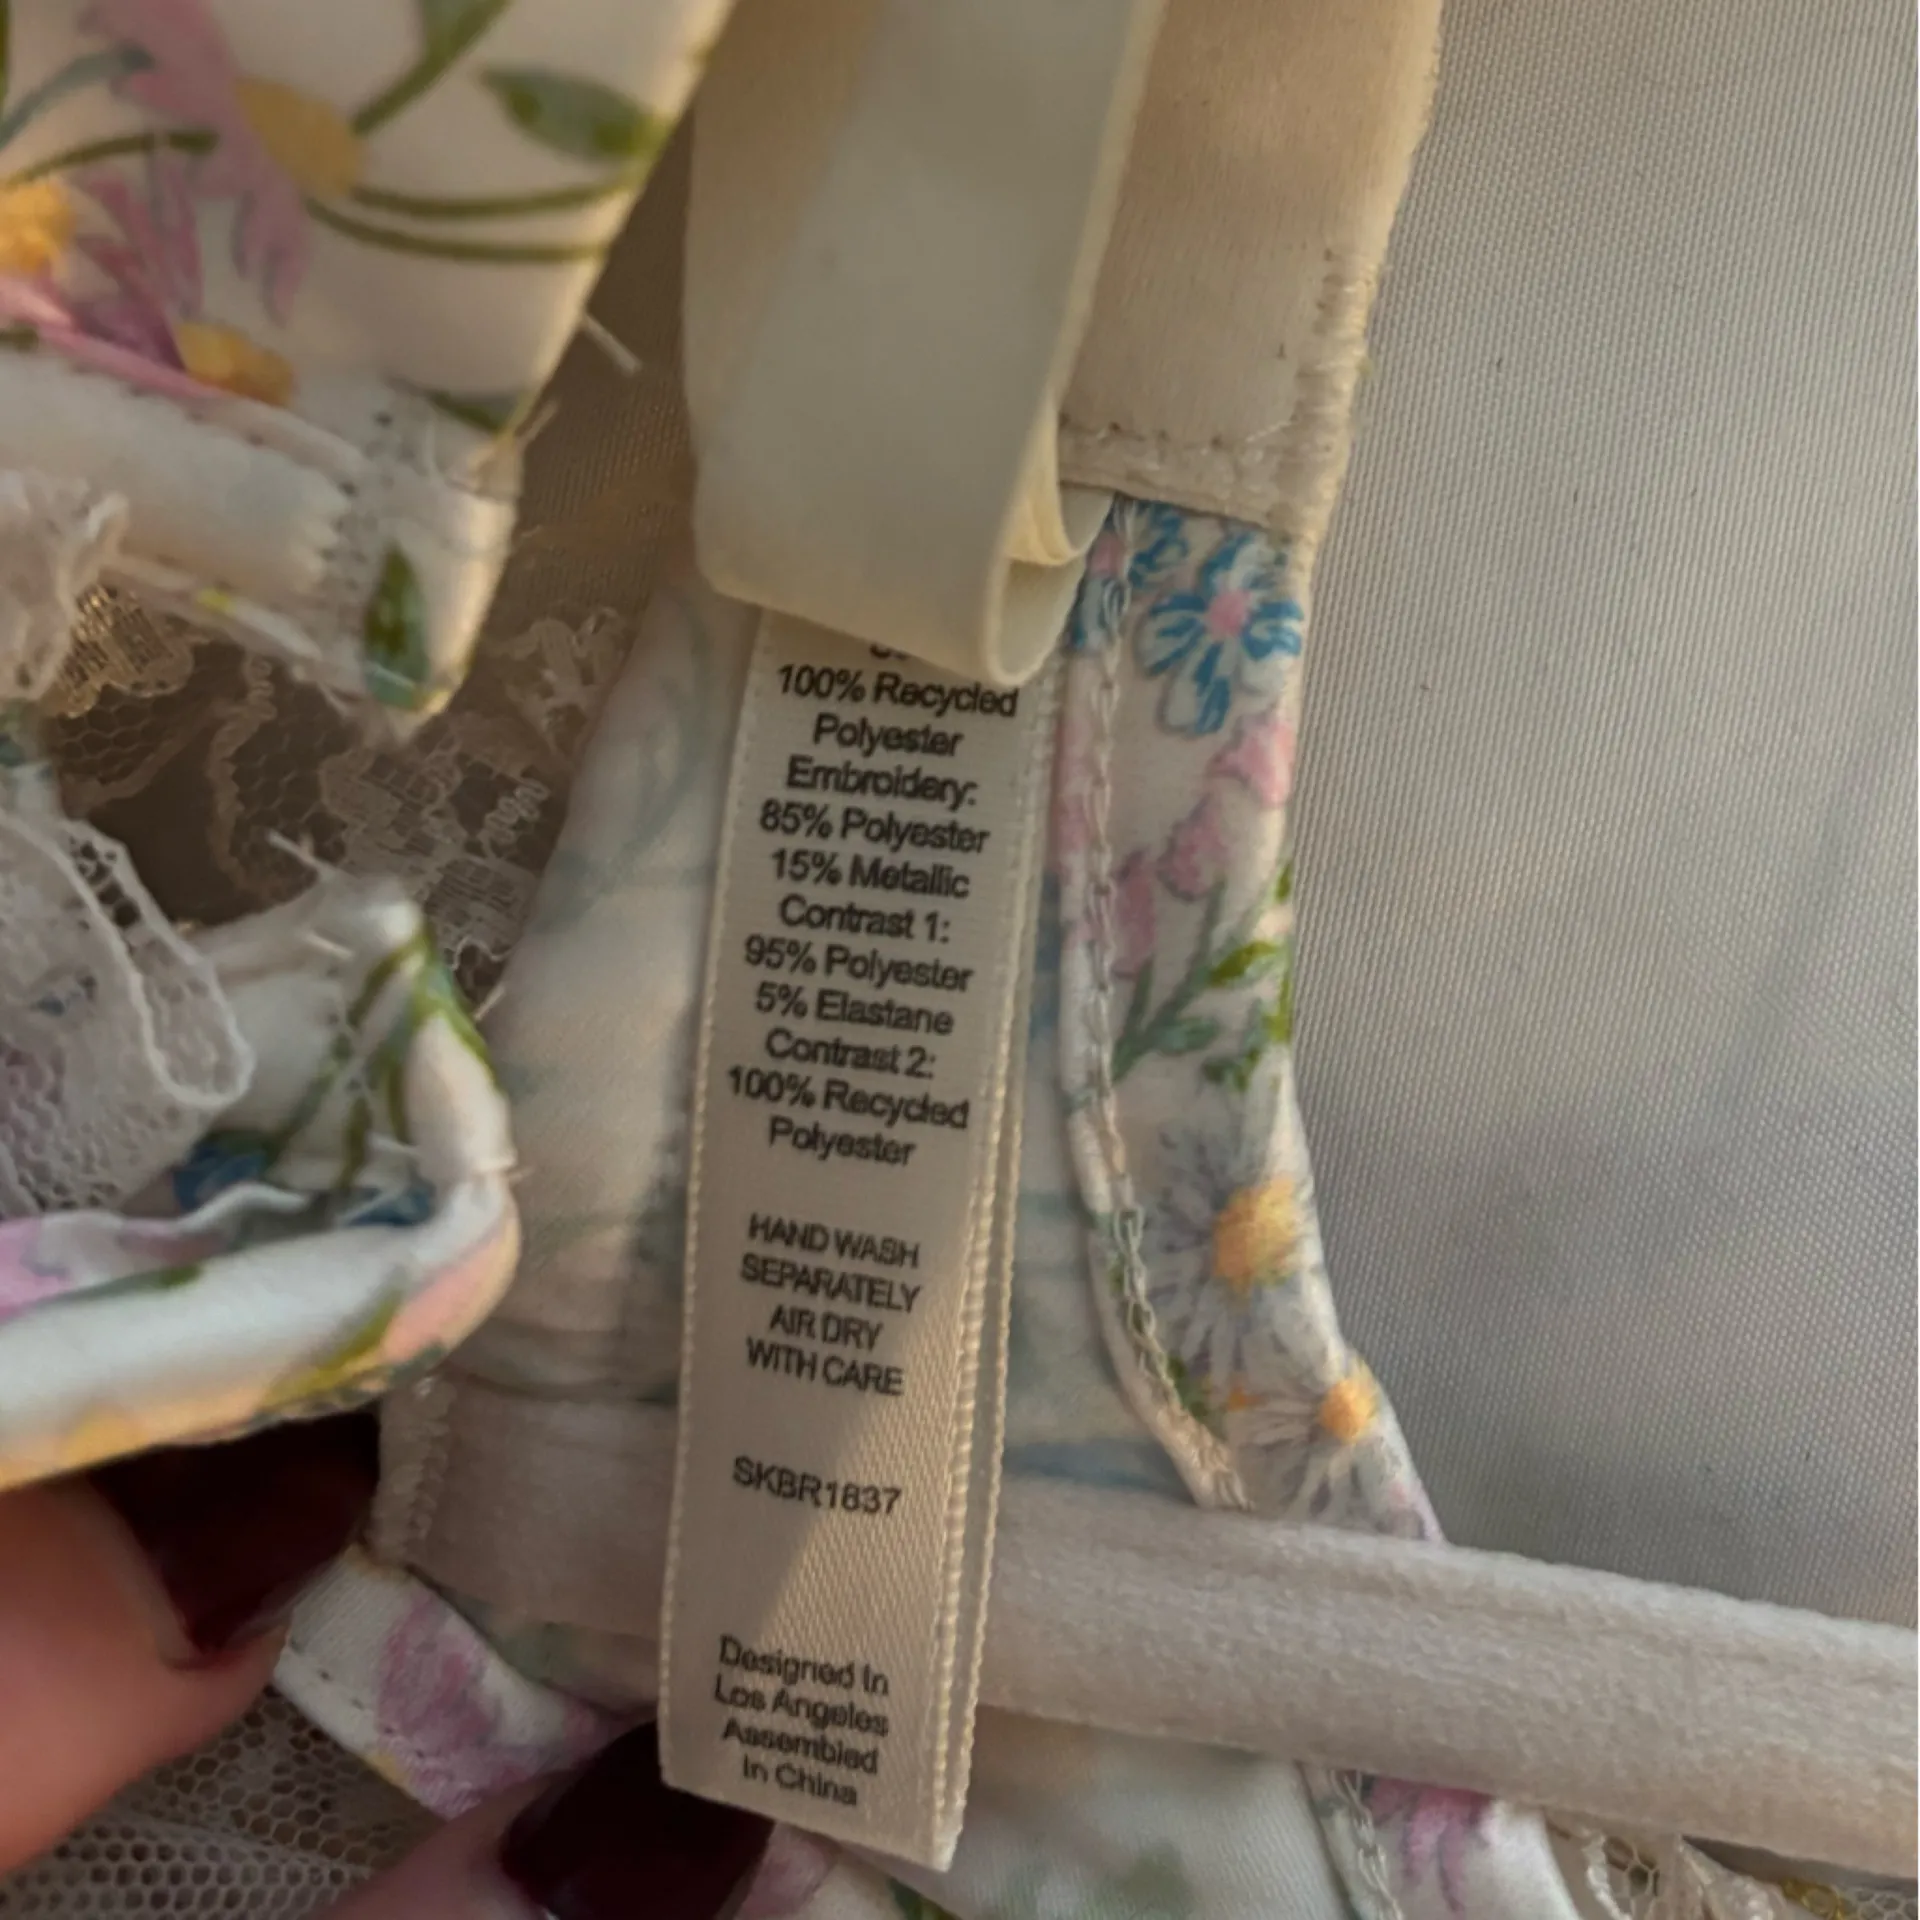 100% Recycled
Polyester
Embroidery:
85% Polyester
15% Metallic
Contrast 1:
95% Polyester
5% Elastane
Contrast 2:
100% Recycled
Polyester
HAND WASH
SEPARATELY
AIR DRY
WITH CARE
SKBR1837
Designed In
Los Angeles
Assembled
In China